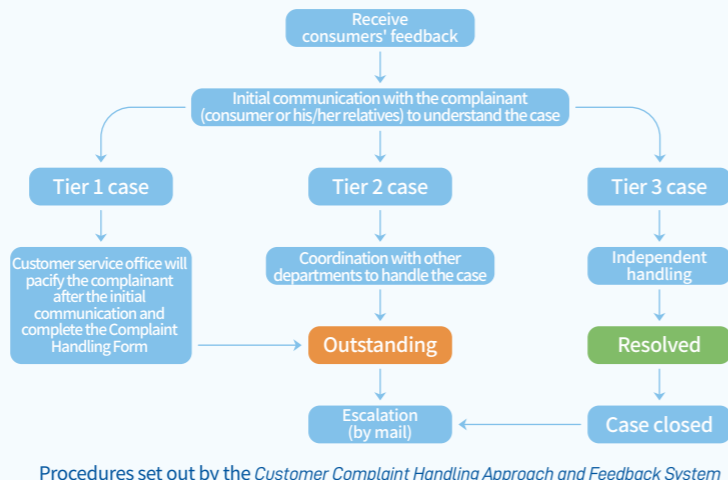 Receive
consumers' feedback
Initial communication with the complainant
(consumer or his/her relatives) to understand the case
Tier 1 case
Tier 2 case
Tier 3 case
Customer service office will
pacify the complainant
after the initial
communication and
complete the Complaint
Handling Form
Coordination with other
departments to handle the case
Independent
handling
Outstanding
Resolved
Escalation
(by mail)
Case closed
Procedures set out by the Customer Complaint Handling Approach and Feedback System